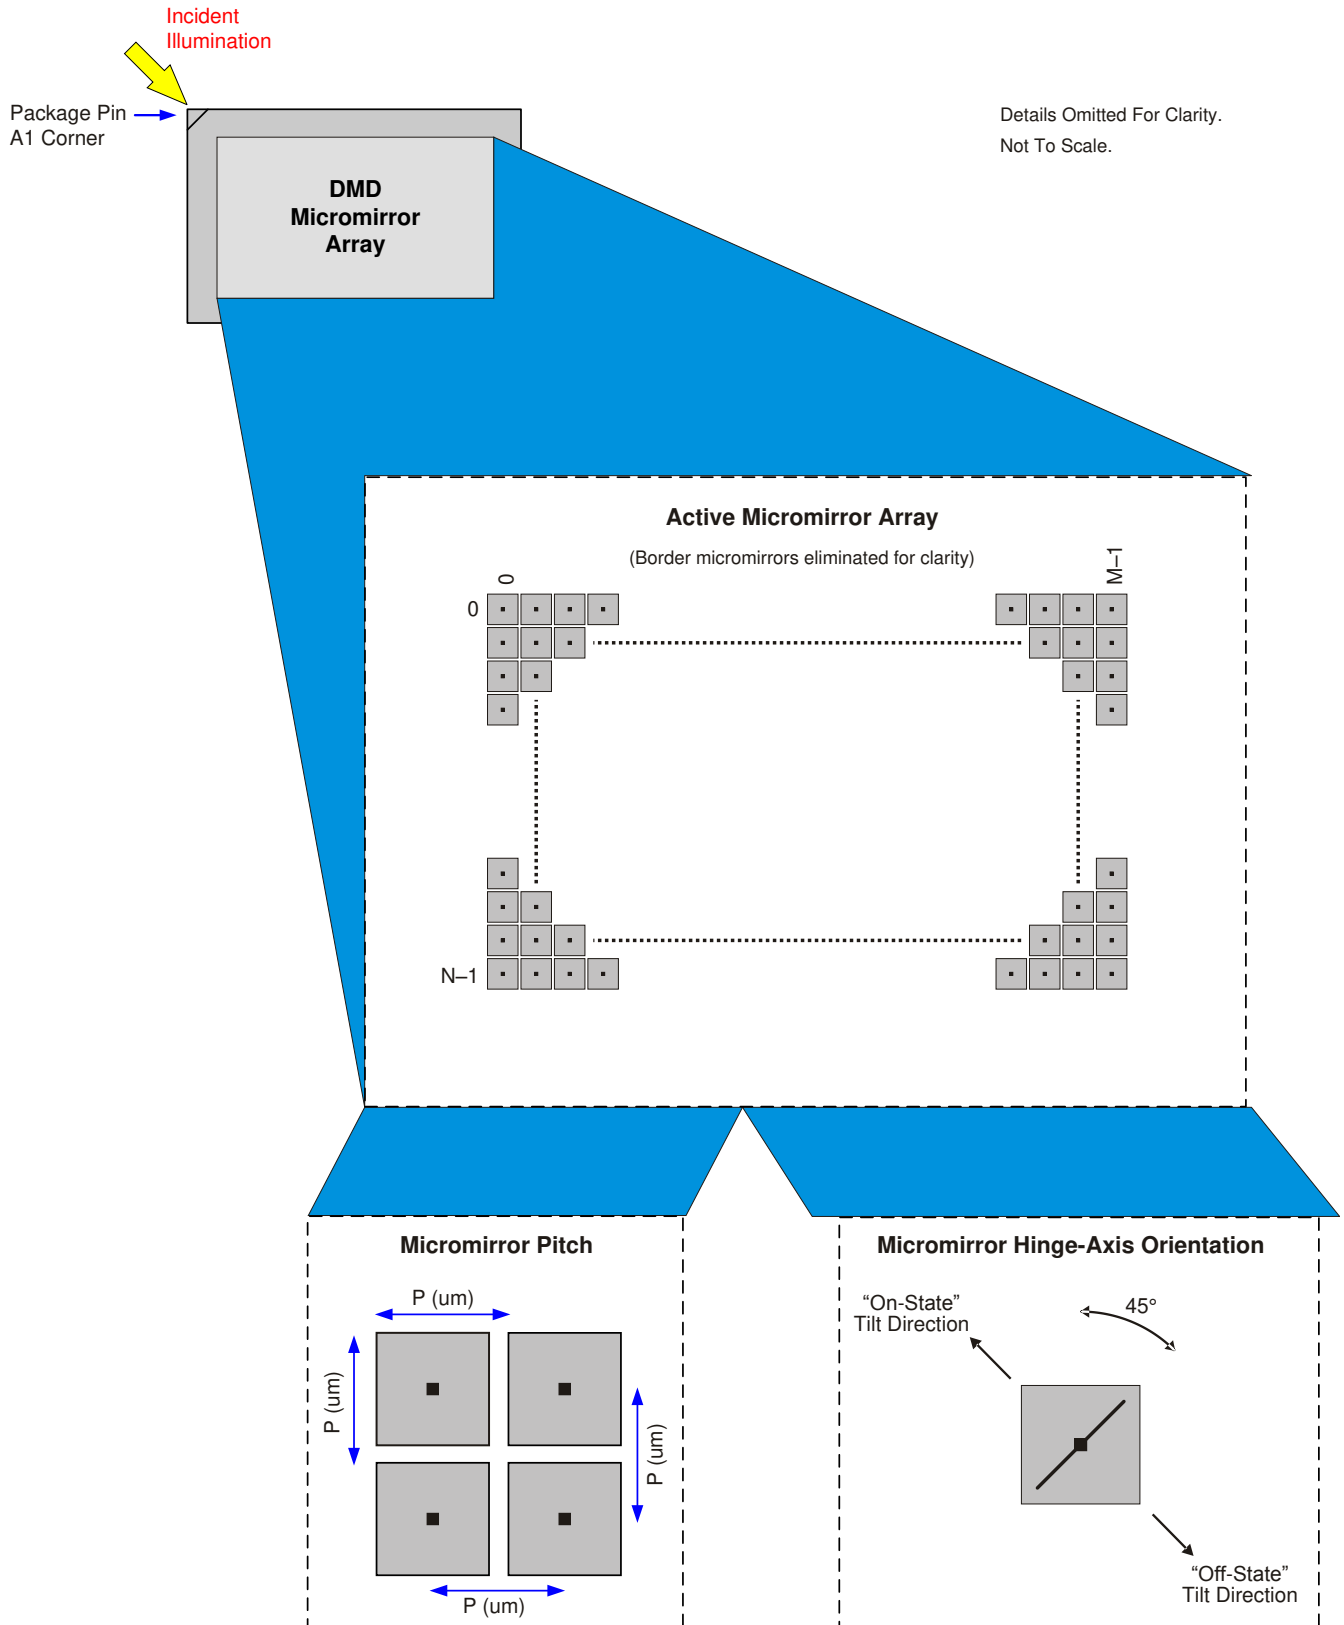 Incident
Illumination
Package Pin
A1 Corner
Details Omitted For Clarity.
Not To Scale.
DMD
Micromirror
Array
Active Micromirror Array
(Border micromirrors eliminated for clarity)
0
M–1
0
N–1
Micromirror Pitch
P (um)
P (um)
P (um)
P (um)
Micromirror Hinge-Axis Orientation
“On-State”
Tilt Direction
45°
“Off-State”
Tilt Direction